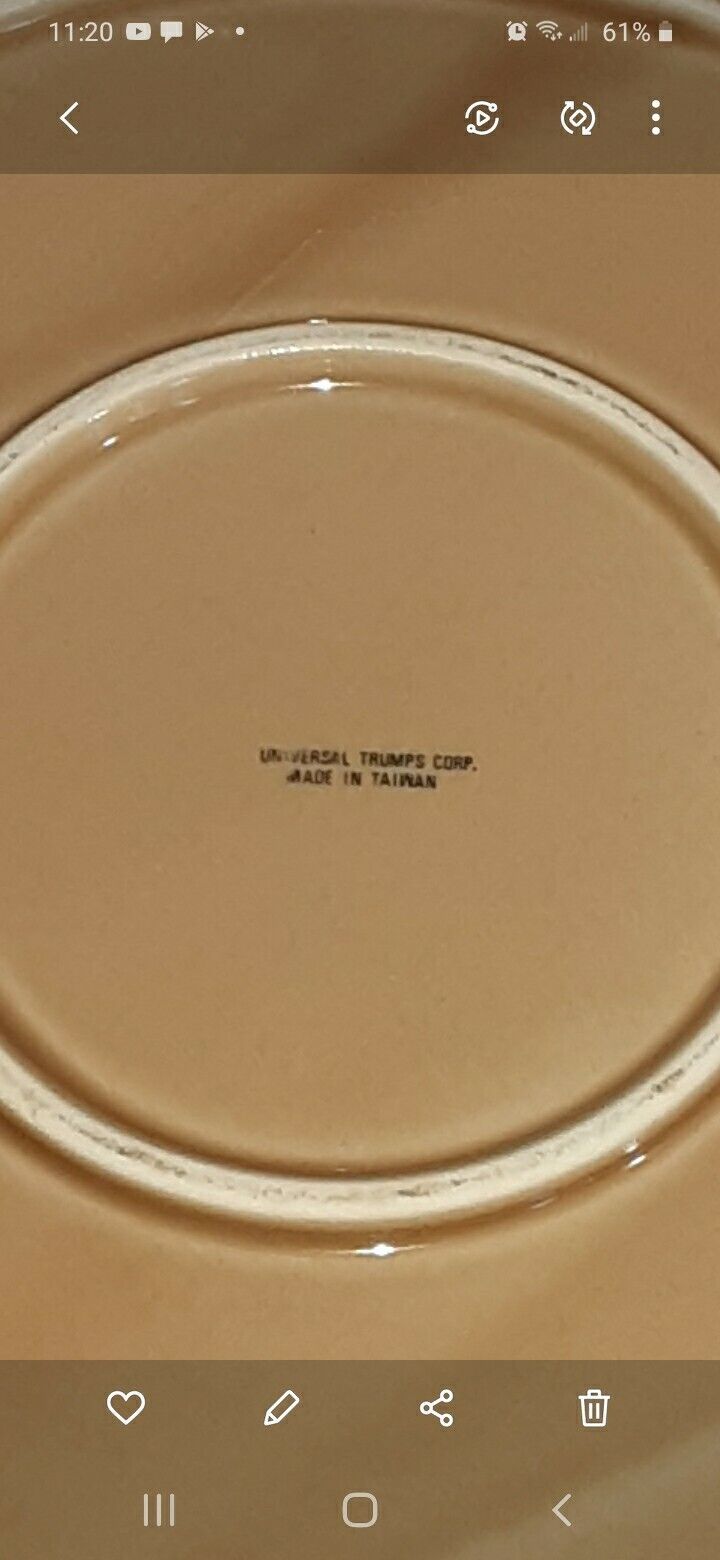 11:20
61%
UNIVERSAL TRUMPS CORP.
MADE IN TAIWAN